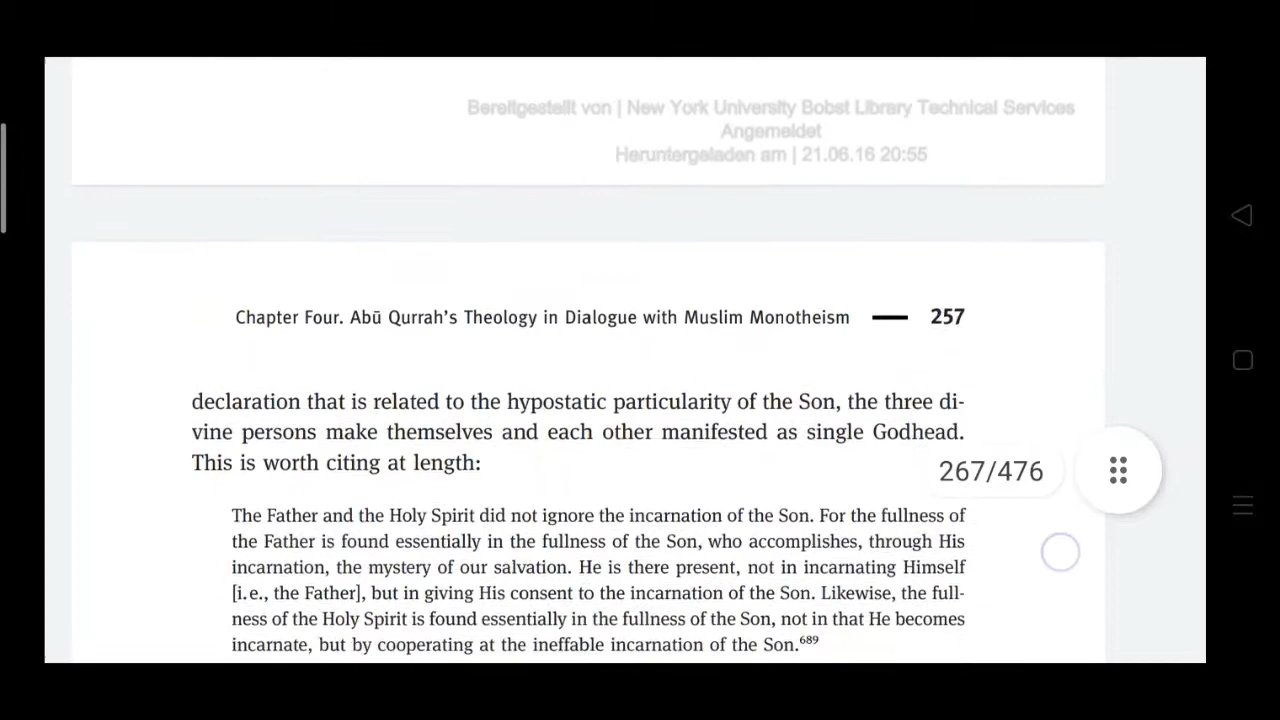 Bereitgestellt von | New York University Bobst Library Technical Services
Angemeldet
Heruntergeladen am | 21.06.16 20:55
Chapter Four. Abū Qurrah's Theology in Dialogue with Muslim Monotheism — 257
declaration that is related to the hypostatic particularity of the Son, the three di-
vine persons make themselves and each other manifested as single Godhead.
This is worth citing at length:
267/476
The Father and the Holy Spirit did not ignore the incarnation of the Son. For the fullness of
the Father is found essentially in the fullness of the Son, who accomplishes, through His
incarnation, the mystery of our salvation. He is there present, not in incarnating Himself
[i.e., the Father], but in giving His consent to the incarnation of the Son. Likewise, the full-
ness of the Holy Spirit is found essentially in the fullness of the Son, not in that He becomes
incarnate, but by cooperating at the ineffable incarnation of the Son.⁶⁸⁹